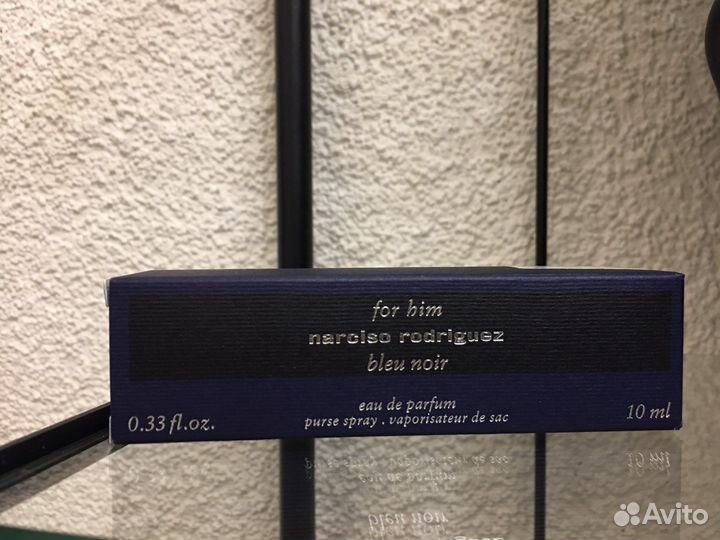 for him
narciso rodriguez
bleu noir
eau de parfum
0.33 fl.oz. purse spray . vaporisateur de sac 10 ml
Avito